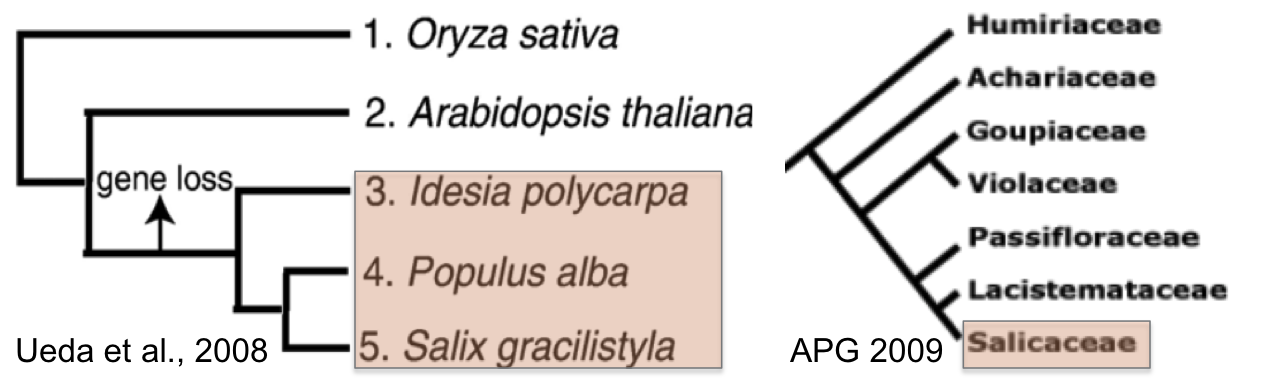 1. Oryza sativa
2. Arabidopsis thaliana
gene loss
3. Idesia polycarpa
4. Populus alba
5. Salix gracilistyla
Ueda et al., 2008
Humiriaceae
Achariaceae
Goupiaceae
Violaceae
Passifloraceae
Lacistemataceae
Salicaceae
APG 2009